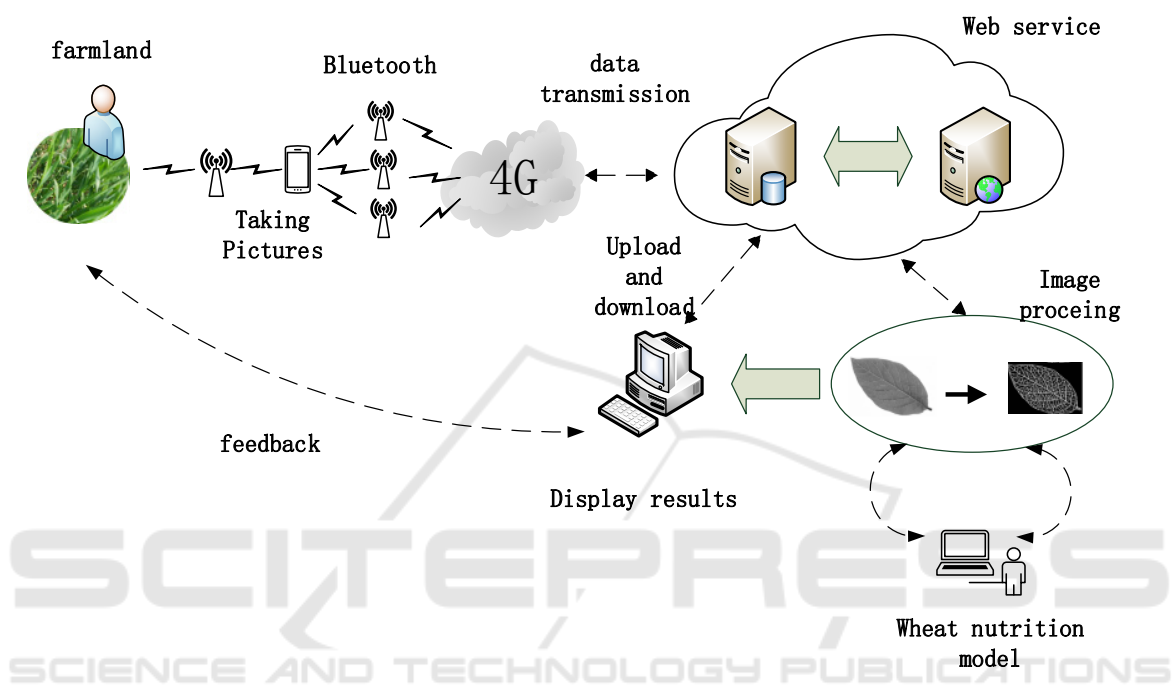 Web service
farmland
Bluetooth
data
transmission
4G
Taking
Pictures
Upload
and
download
Image
proceing
feedback
Display results
SCITEPRESS
Wheat nutrition
model
SCIENCE AND TECHNOLOGY PUBLICATIONS